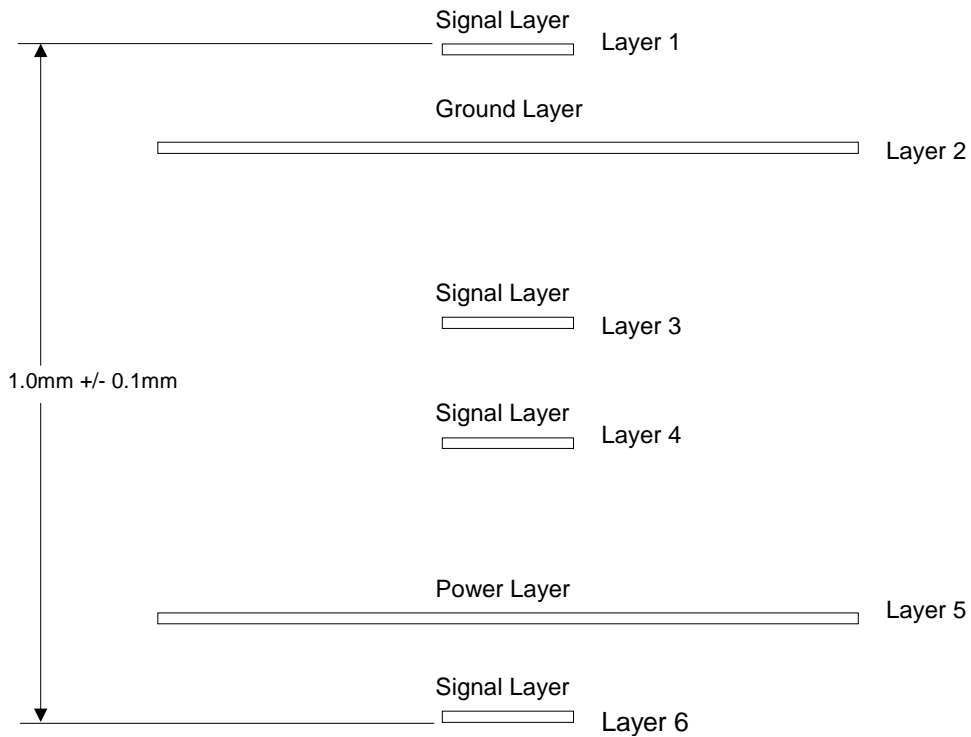 Signal Layer
Layer 1
Ground Layer
Layer 2
Signal Layer
Layer 3
1.0mm +/- 0.1mm
Signal Layer
Layer 4
Power Layer
Layer 5
Signal Layer
Layer 6